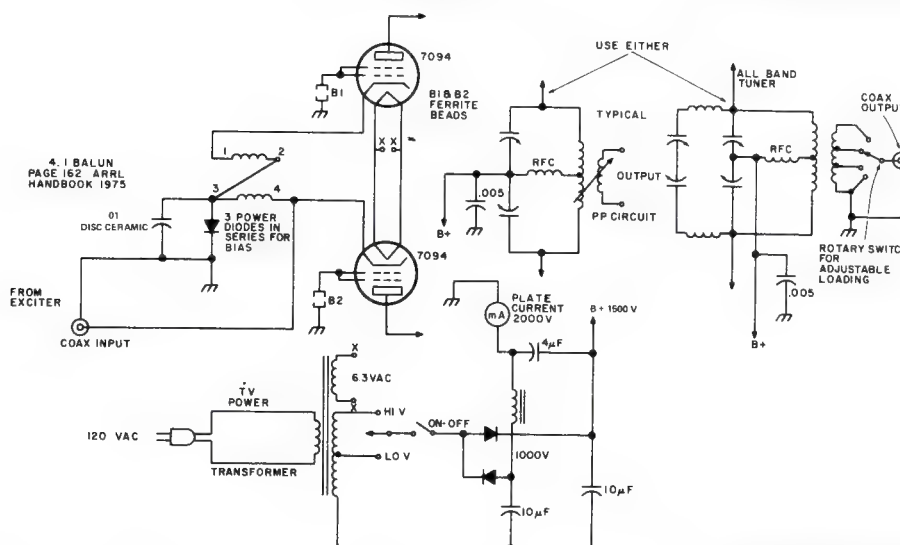 7094
B1
B1 & B2
FERRITE
BEADS
USE EITHER
TYPICAL
ALL BAND
TUNER
COAX
OUTPUT
4. 1 BALUN
PAGE 162 ARRL
HANDBOOK 1975
1
2
3
4
X X
RFC
OUTPUT
RFC
.005
PP CIRCUIT
B+
01
DISC CERAMIC
3 POWER
DIODES IN
SERIES FOR
BIAS
7094
B2
ROTARY SWITCH
FOR
ADJUSTABLE
LOADING
.005
B+
FROM
EXCITER
COAX INPUT
PLATE
CURRENT
2000V
mA
B+ 1500 V
4µF
X
6.3VAC
X
TV
POWER
TRANSFORMER
120 VAC
HI V
LO V
ON-OFF
1000V
10µF
10µF